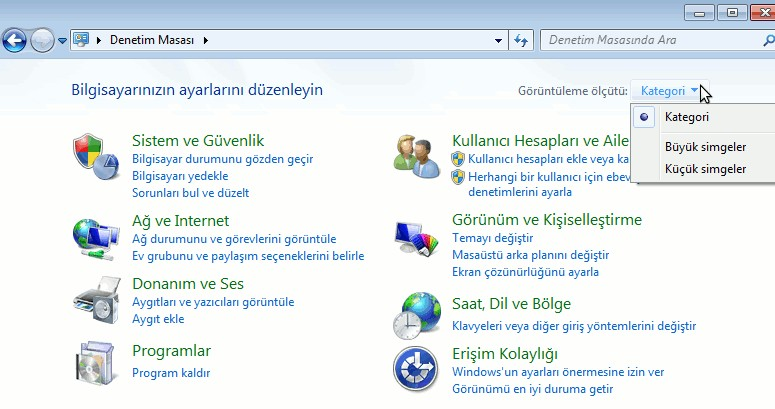 Denetim Masası
Denetim Masasında Ara
Bilgisayarınızın ayarlarını düzenleyin
Görüntüleme ölçütü: Kategori
Kategori
Büyük simgeler
Küçük simgeler
Sistem ve Güvenlik
Bilgisayar durumunu gözden geçir
Bilgisayarı yedekle
Sorunları bul ve düzelt
Ağ ve Internet
Ağ durumunu ve görevlerini görüntüle
Ev grubunu ve paylaşım seçeneklerini belirle
Donanım ve Ses
Aygıtları ve yazıcıları görüntüle
Aygıt ekle
Programlar
Program kaldır
Kullanıcı Hesapları ve Aile
Kullanıcı hesapları ekle veya ka
Herhangi bir kullanıcı için ebev
denetimlerini ayarla
Görünüm ve Kişiselleştirme
Temayı değiştir
Masaüstü arka planını değiştir
Ekran çözünürlüğünü ayarla
Saat, Dil ve Bölge
Klavyeleri veya diğer giriş yöntemlerini değiştir
Erişim Kolaylığı
Windows'un ayarları önermesine izin ver
Görünümü en iyi duruma getir